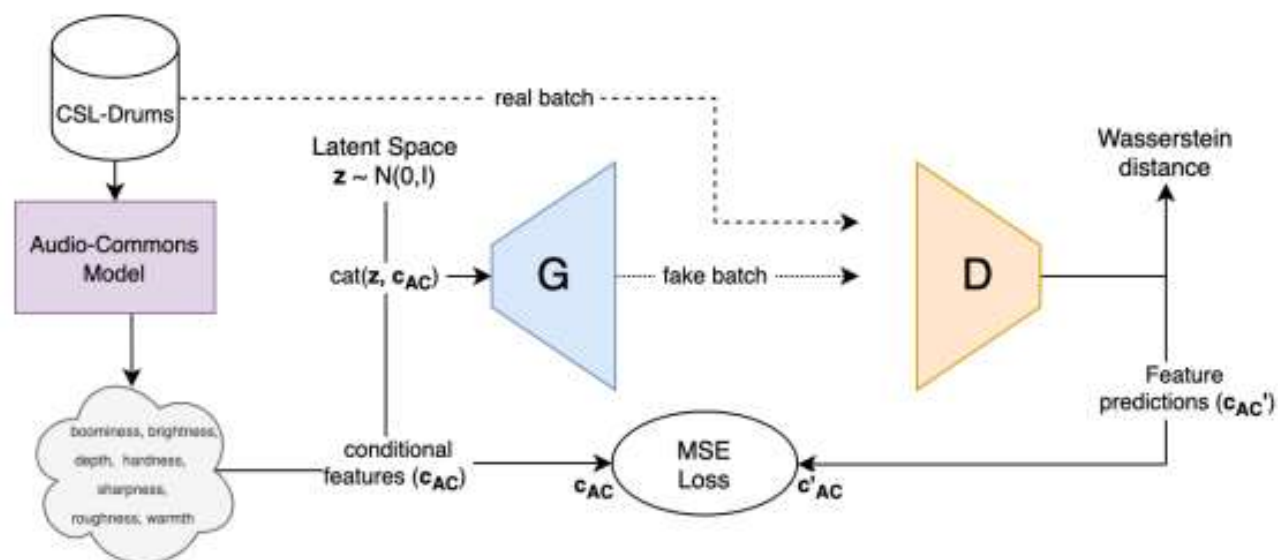 CSL-Drums
real batch
Latent Space
z ~ N(0,I)
Wasserstein
distance
Audio-Commons
Model
cat(z, cAC)
G
fake batch
D
Feature
predictions (cAC')
boominess, brightness,
depth, hardness,
sharpness,
roughness, warmth
conditional
features (cAC)
cAC
MSE
Loss
c'AC